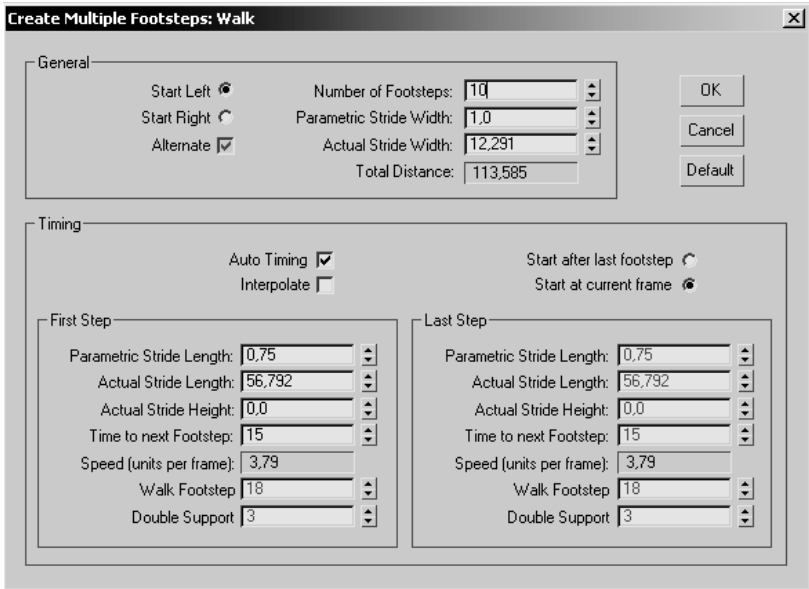 Create Multiple Footsteps: Walk
General
Start Left
Start Right
Alternate
Number of Footsteps: 10
Parametric Stride Width: 1,0
Actual Stride Width: 12,291
Total Distance: 113,585
OK
Cancel
Default
Timing
Auto Timing
Interpolate
Start after last footstep
Start at current frame
First Step
Parametric Stride Length: 0,75
Actual Stride Length: 56,792
Actual Stride Height: 0,0
Time to next Footstep: 15
Speed (units per frame): 3,79
Walk Footstep 18
Double Support 3
Last Step
Parametric Stride Length: 0,75
Actual Stride Length: 56,792
Actual Stride Height: 0,0
Time to next Footstep: 15
Speed (units per frame): 3,79
Walk Footstep 18
Double Support 3